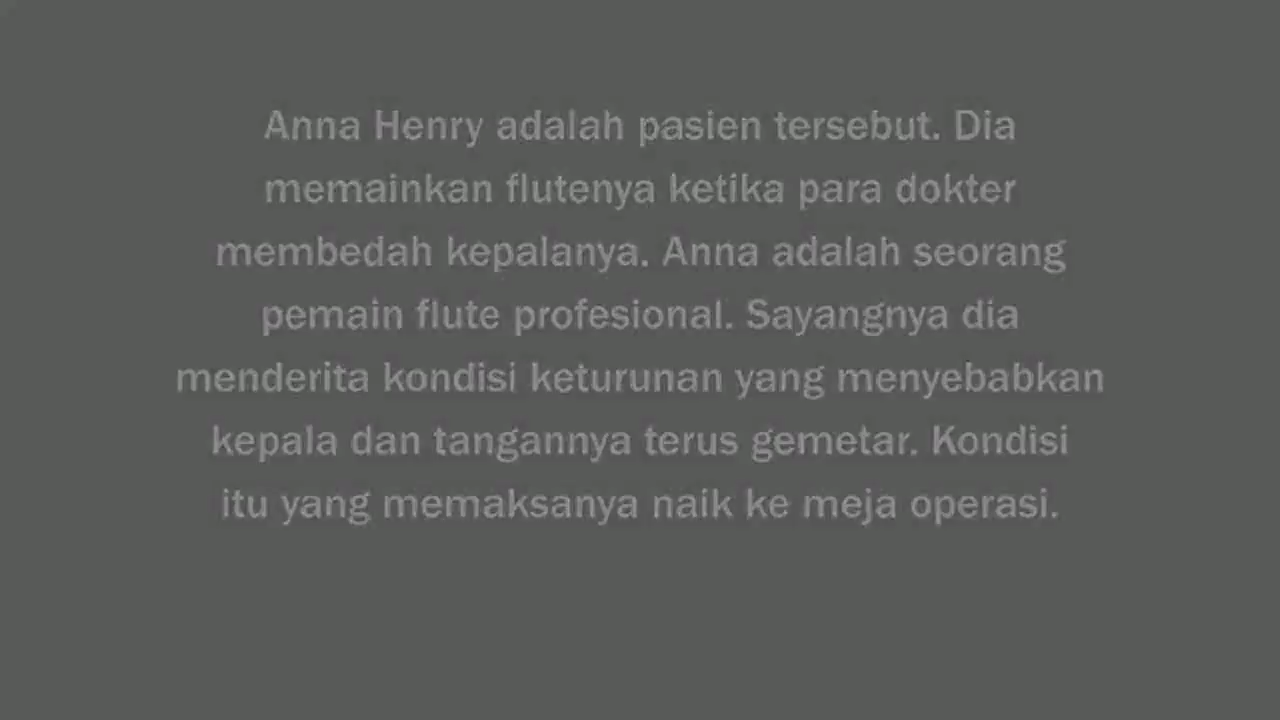 Anna Henry adalah pasien tersebut. Dia
memainkan flutenya ketika para dokter
membedah kepalanya. Anna adalah seorang
pemain flute profesional. Sayangnya dia
menderita kondisi keturunan yang menyebabkan
kepala dan tangannya terus gemetar. Kondisi
itu yang memaksanya naik ke meja operasi.